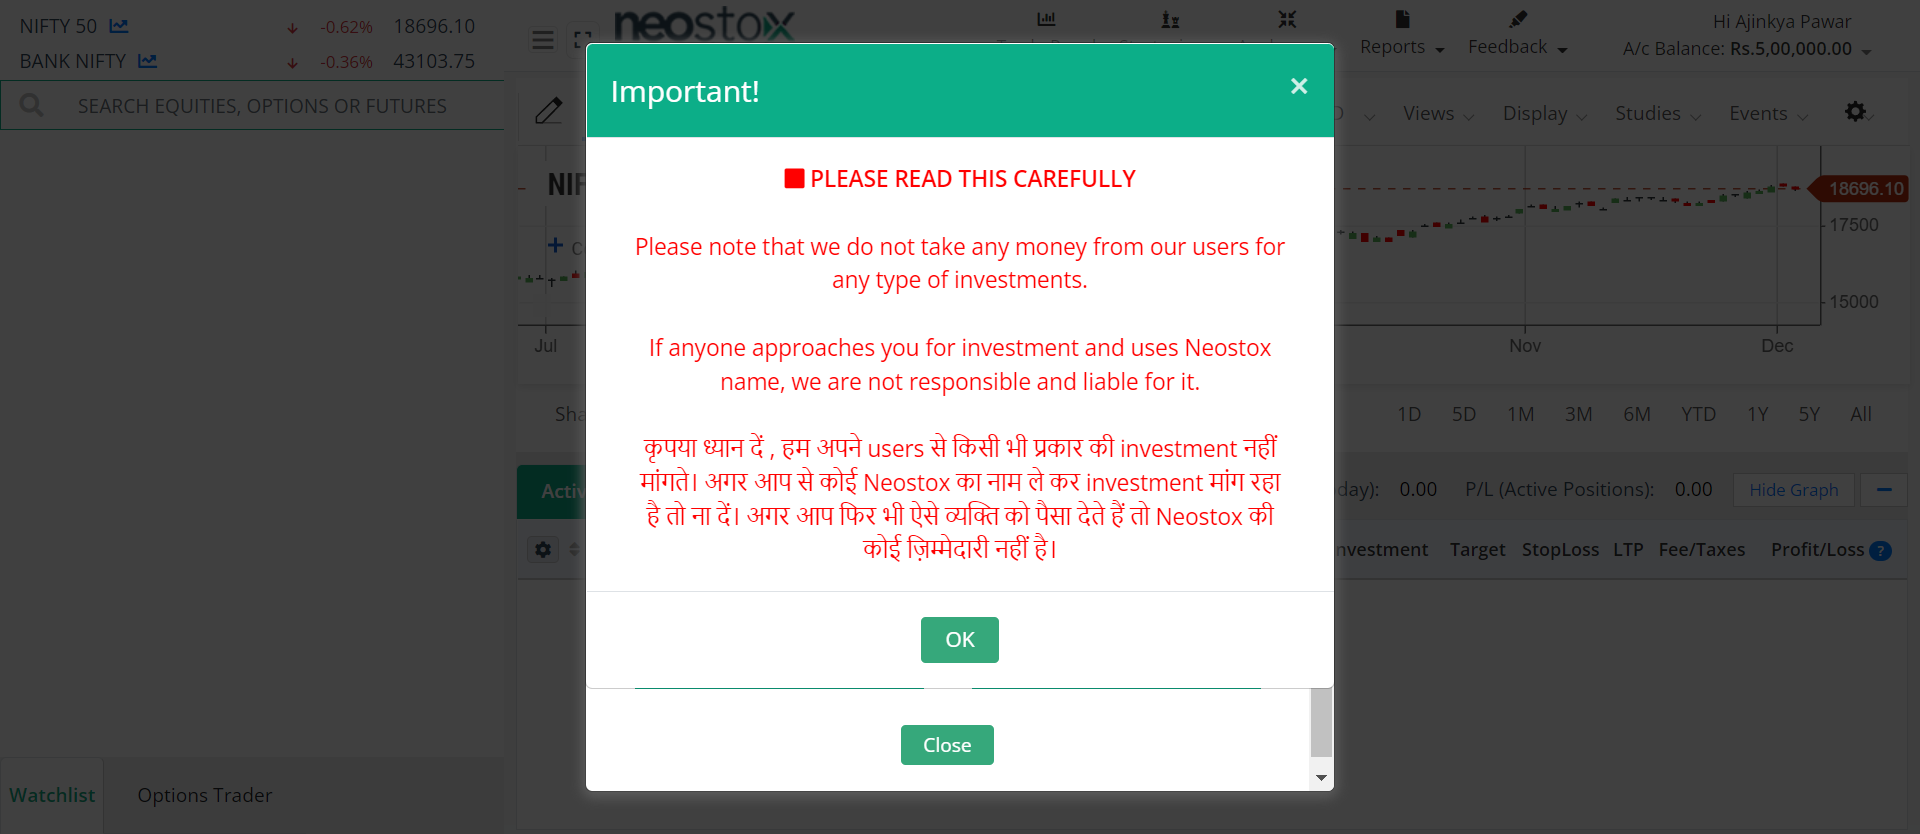 NIFTY 50 -0.62% 18696.10
BANK NIFTY -0.36% 43103.75
SEARCH EQUITIES, OPTIONS OR FUTURES
neostox
Reports
Feedback
Hi Ajinkya Pawar
A/c Balance: Rs.5,00,000.00
Views Display Studies Events
18696.10
17500
15000
Jul Nov Dec
1D 5D 1M 3M 6M YTD 1Y 5Y All
0.00 P/L (Active Positions): 0.00 Hide Graph
Target StopLoss LTP Fee/Taxes Profit/Loss ?
Important! ×
PLEASE READ THIS CAREFULLY
Please note that we do not take any money from our users for
any type of investments.
If anyone approaches you for investment and uses Neostox
name, we are not responsible and liable for it.
कृपया ध्यान दें , हम अपने users से किसी भी प्रकार की investment नहीं
मांगते। अगर आप से कोई Neostox का नाम ले कर investment मांग रहा
है तो ना दें। अगर आप फिर भी ऐसे व्यक्ति को पैसा देते हैं तो Neostox की
कोई ज़िम्मेदारी नहीं है।
OK
Close
Watchlist Options Trader